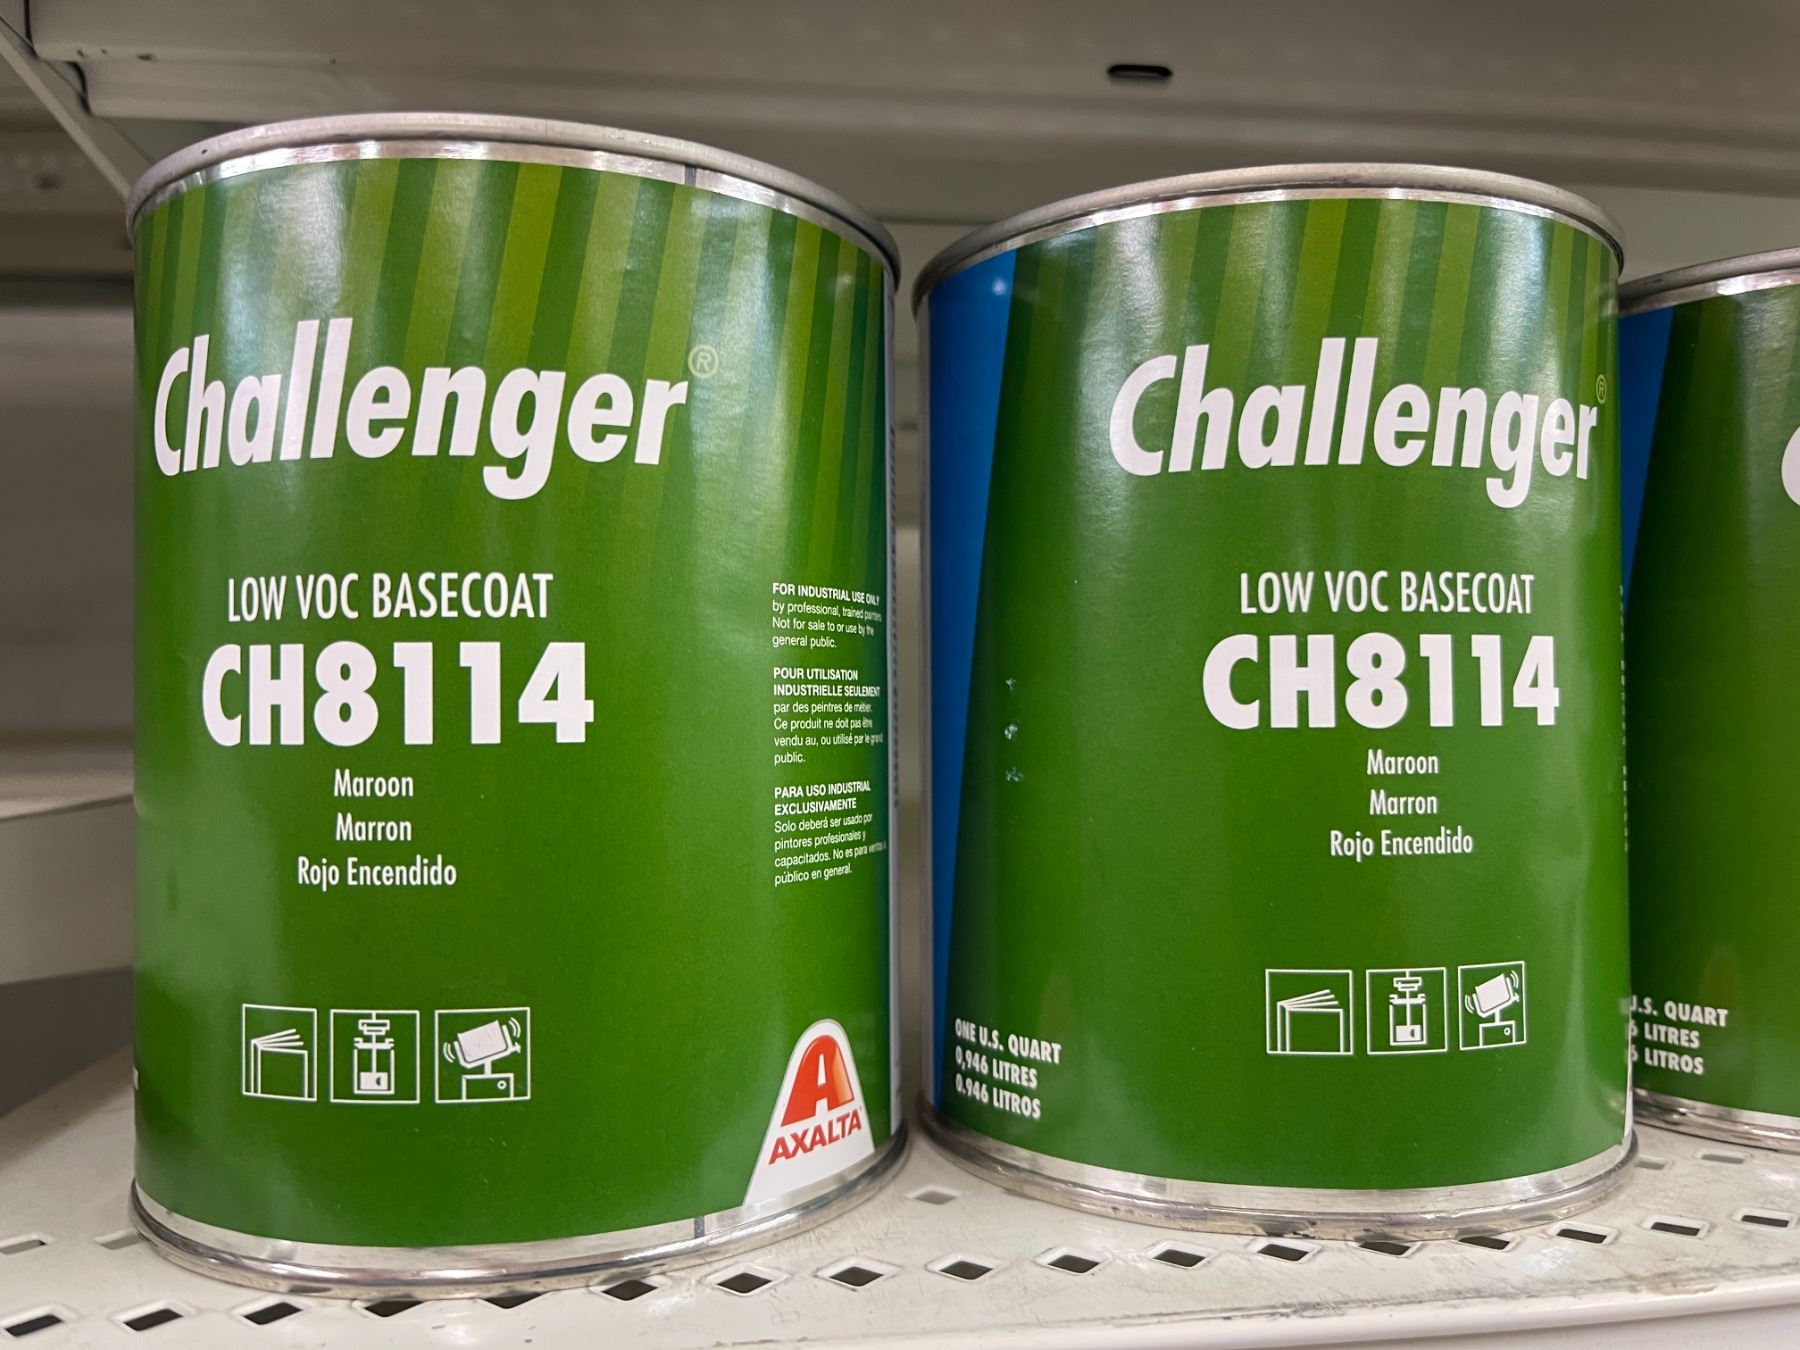 Challenger®
LOW VOC BASECOAT
CH8114
Maroon
Marron
Rojo Encendido
FOR INDUSTRIAL USE ONLY
by professional, trained painters.
Not for sale to or use by the
general public.
POUR UTILISATION
INDUSTRIELLE SEULEMENT
par des peintres de métier.
Ce produit ne doit pas être
vendu au, ou utilisé par le grand
public.
PARA USO INDUSTRIAL
EXCLUSIVAMENTE
Solo deberá ser usado por
pintores profesionales y
capacitados. No es para venta
público en general.
AXALTA
Challenger®
LOW VOC BASECOAT
CH8114
Maroon
Marron
Rojo Encendido
ONE U.S. QUART
0,946 LITRES
0.946 LITROS
U.S. QUART
6 LITRES
6 LITROS